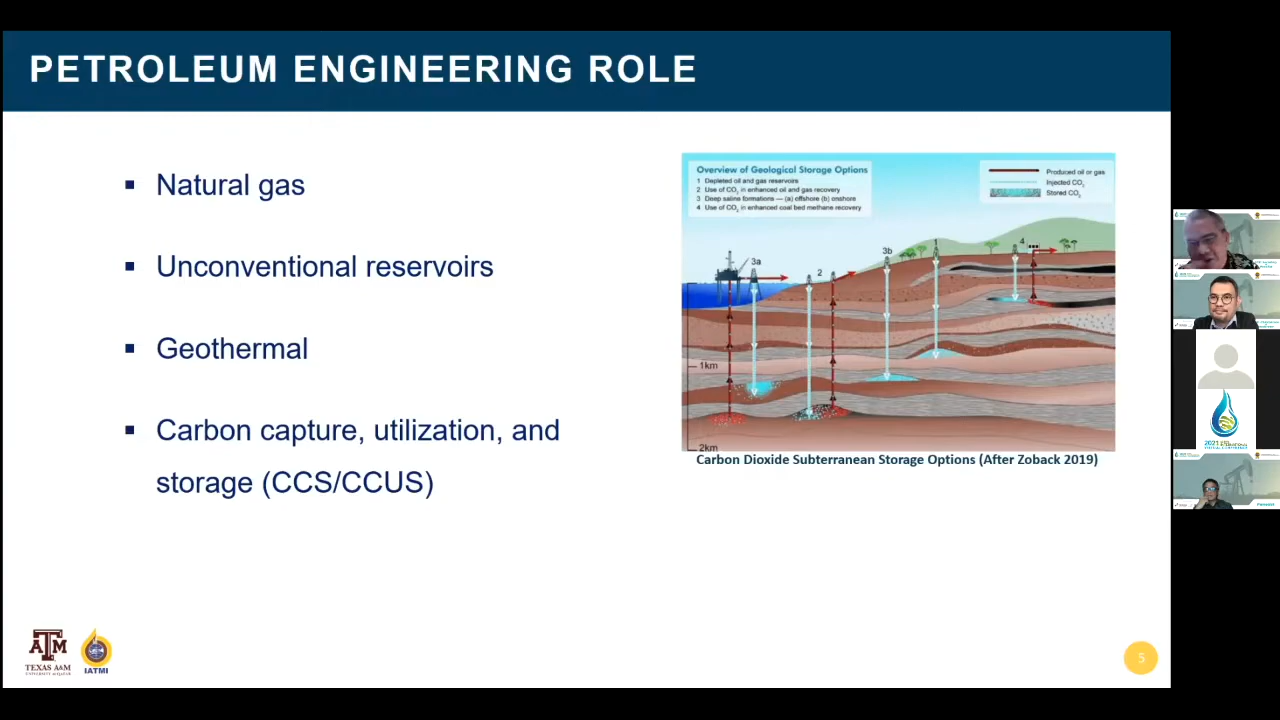 PETROLEUM ENGINEERING ROLE
Natural gas
Unconventional reservoirs
Geothermal
Carbon capture, utilization, and
storage (CCS/CCUS)
Overview of Geological Storage Options
1 Depleted oil and gas reservoirs
2 Use of CO₂ in enhanced oil and gas recovery
3 Deep saline formations — (a) offshore (b) onshore
4 Use of CO₂ in enhanced coal bed methane recovery
Produced oil or gas
Injected CO₂
Stored CO₂
3a
2
3b
1
4
1km
2km
Carbon Dioxide Subterranean Storage Options (After Zoback 2019)
ATM
TEXAS A&M
IATMI
5
2021